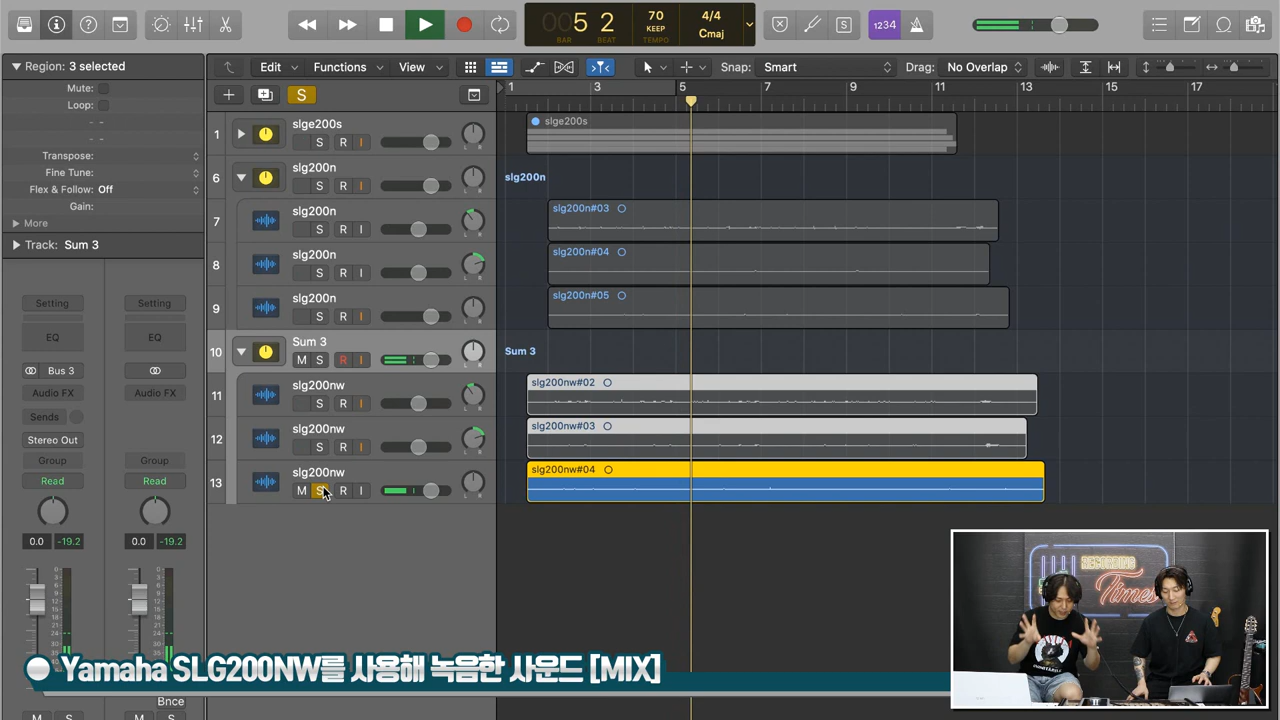 5 2
BAR BEAT
70
TEMPO
4/4
Cmaj
1234
Region: 3 selected
Mute:
Loop:
Transpose:
Fine Tune:
Flex & Follow: Off
Gain:
More
Track: Sum 3
Edit
Functions
View
Snap: Smart
Drag: No Overlap
S
1 3 5 7 9 11 13 15 17
1
slge200s
S R I
slge200s
6
slg200n
S R I
slg200n
7
slg200n
S R I
slg200n#03
8
slg200n
S R I
slg200n#04
9
slg200n
S R I
slg200n#05
10
Sum 3
M S R I
Sum 3
11
slg200nw
S R I
slg200nw#02
12
slg200nw
S R I
slg200nw#03
13
slg200nw
M S R I
slg200nw#04
Setting Setting
EQ EQ
Bus 3
Audio FX Audio FX
Sends
Stereo Out
Group Group
Read Read
0.0 -19.2 0.0 -19.2
RECORDING
Times
Yamaha SLG200NW를 사용해 녹음한 사운드 [MIX]
Bnce
M S M S